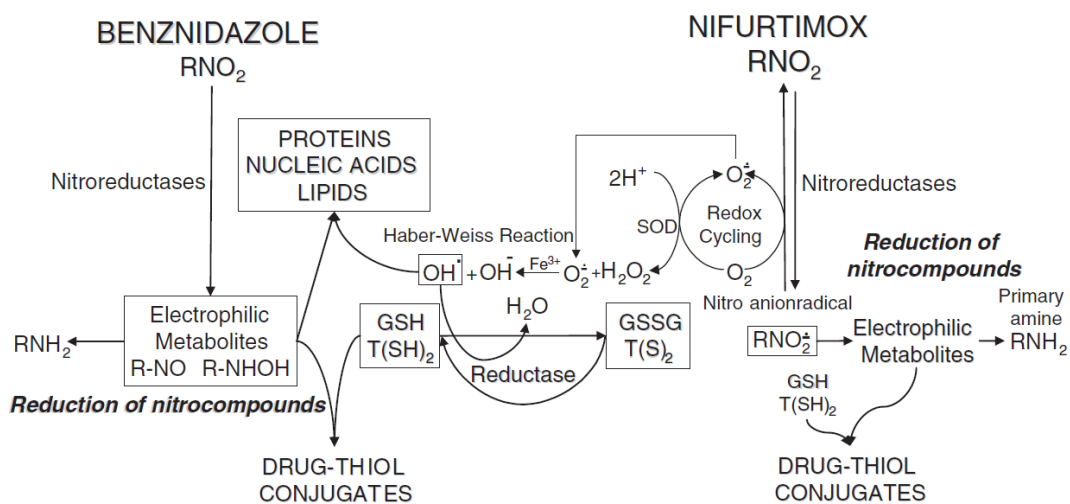 BENZNIDAZOLE
RNO2
NIFURTIMOX
RNO2
PROTEINS
NUCLEIC ACIDS
LIPIDS
Nitroreductases
2H+
O2∸
SOD
Redox
Cycling
O2
Nitroreductases
Haber-Weiss Reaction
OH• + OH- Fe3+ O2∸ +H2O2
Reduction of
nitrocompounds
H2O
Nitro anionradical
Primary
amine
RNH2
Electrophilic
Metabolites
R-NO R-NHOH
GSH
T(SH)2
Reductase
GSSG
T(S)2
RNO2∸
Electrophilic
Metabolites
RNH2
Reduction of nitrocompounds
GSH
T(SH)2
DRUG-THIOL
CONJUGATES
DRUG-THIOL
CONJUGATES